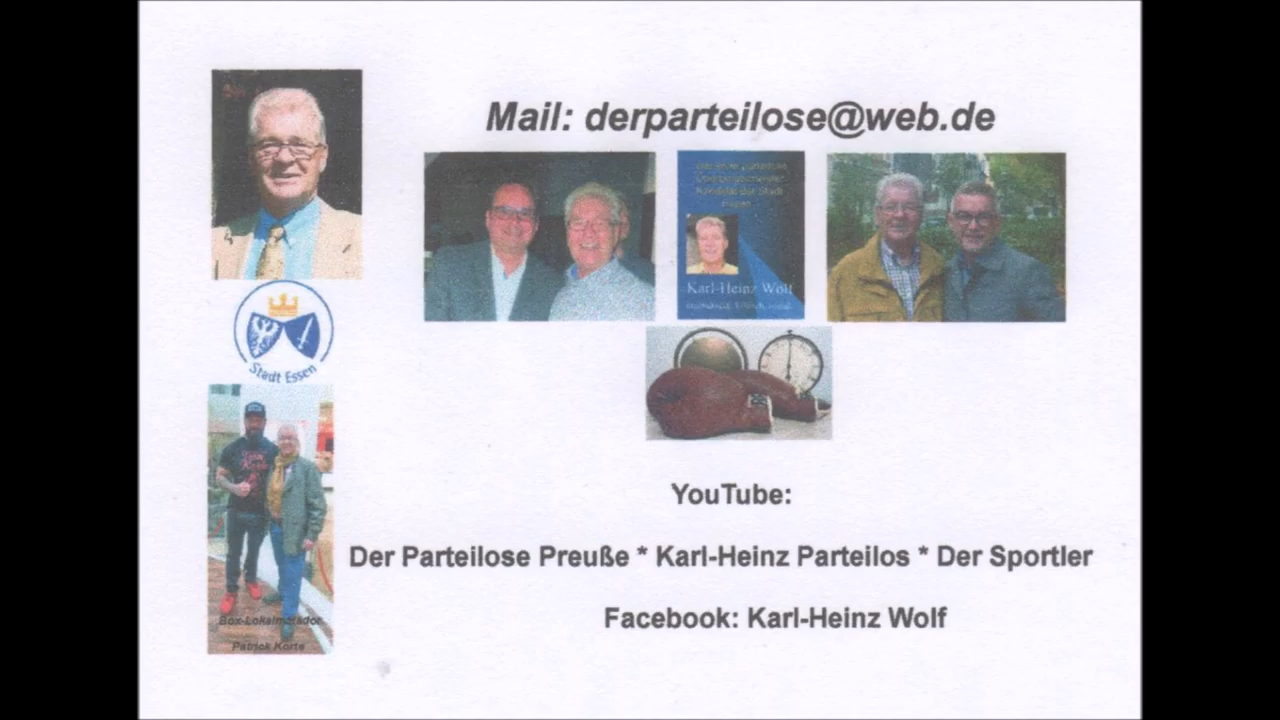 Mail: derparteilose@web.de
Karl-Heinz Wolf
Stadt Essen
YouTube:
Der Parteilose Preuße * Karl-Heinz Parteilos * Der Sportler
Facebook: Karl-Heinz Wolf
Box-Lokalmatador
Patrick Korte